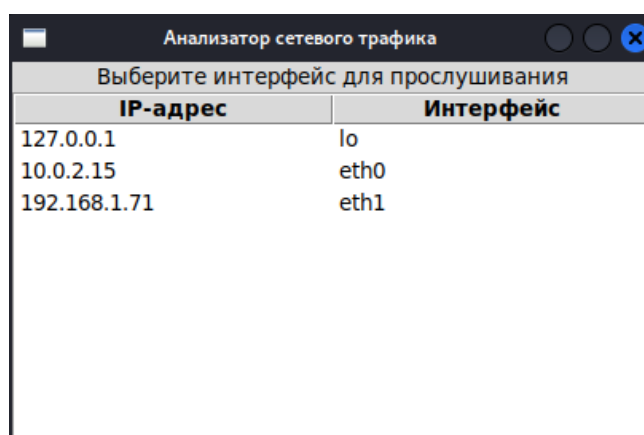 Анализатор сетевого трафика
Выберите интерфейс для прослушивания
IP-адрес Интерфейс
127.0.0.1 lo
10.0.2.15 eth0
192.168.1.71 eth1